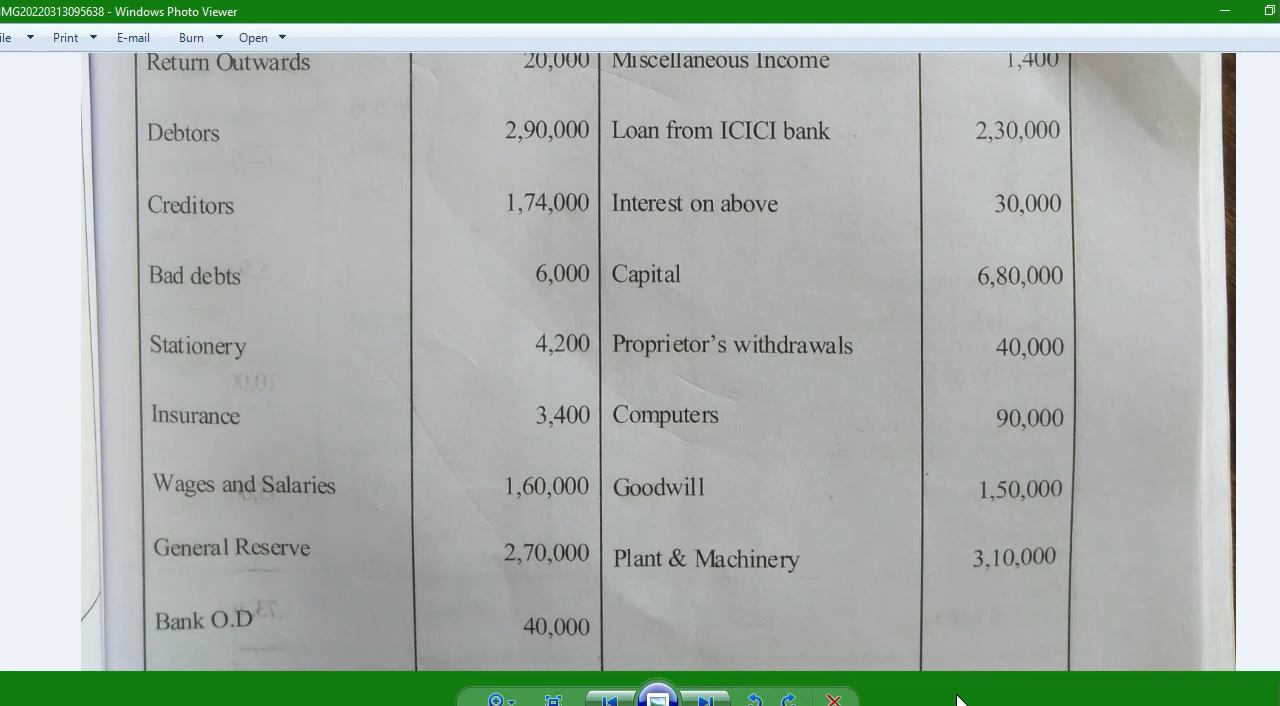 MG20220313095638 - Windows Photo Viewer
Print E-mail Burn Open
Return Outwards 20,000 Miscellaneous Income 1,400
Debtors 2,90,000 Loan from ICICI bank 2,30,000
Creditors 1,74,000 Interest on above 30,000
Bad debts 6,000 Capital 6,80,000
Stationery 4,200 Proprietor's withdrawals 40,000
Insurance 3,400 Computers 90,000
Wages and Salaries 1,60,000 Goodwill 1,50,000
General Reserve 2,70,000 Plant & Machinery 3,10,000
Bank O.D 40,000